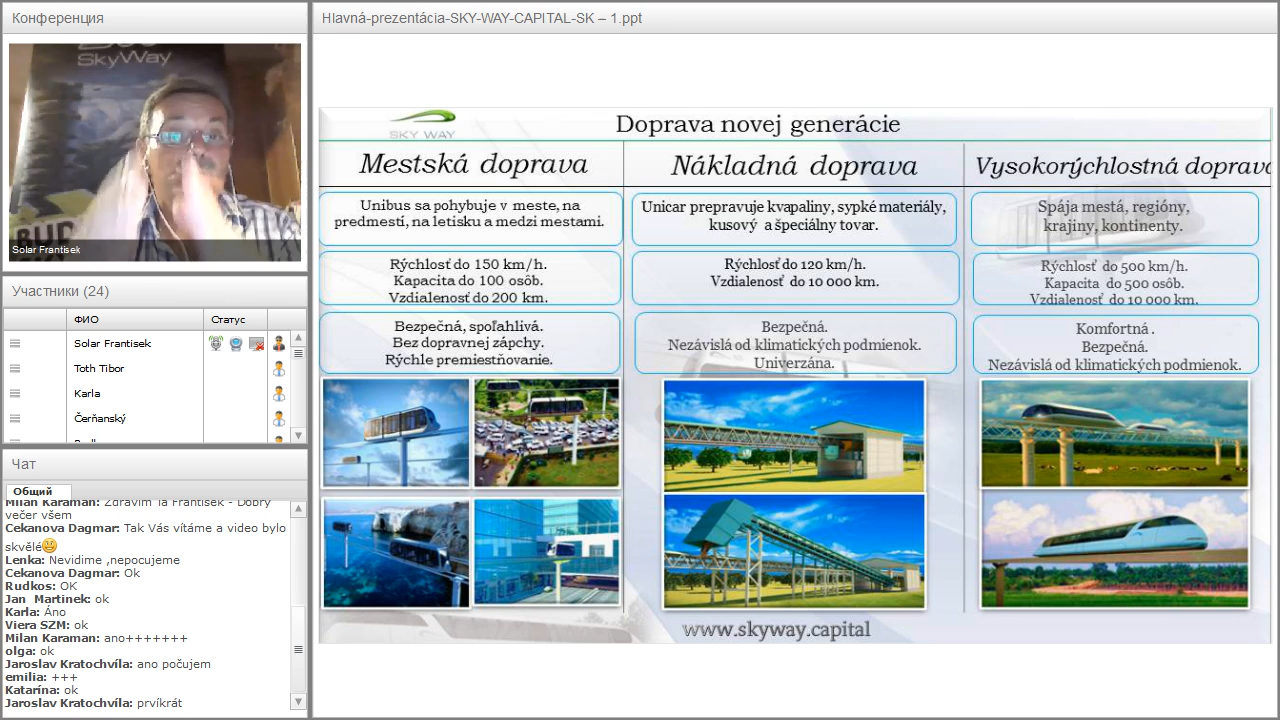 Конференция
SkyWay
Solar Frantisek
Участники (24)
ФИО
Статус
Solar Frantisek
Toth Tibor
Karla
Čerňanský
Чат
Общий
Milan Karaman: Zdravím Ťa František - Dobrý
večer všem
Cekanova Dagmar: Tak Vás vítáme a video bylo
skvělé
Lenka: Nevidime ,nepocujeme
Cekanova Dagmar: Ok
Rudkos: OK
Jan Martinek: ok
Karla: Áno
Viera SZM: ok
Milan Karaman: ano+++++++
olga: ok
Jaroslav Kratochvíla: ano počujem
emilia: +++
Katarína: ok
Jaroslav Kratochvíla: prvíkrát
Hlavná-prezentácia-SKY-WAY-CAPITAL-SK – 1.ppt
SKY WAY
Doprava novej generácie
Mestská doprava
Unibus sa pohybuje v meste, na
predmestí, na letisku a medzi mestami.
Rýchlosť do 150 km/h.
Kapacita do 100 osôb.
Vzdialenosť do 200 km.
Bezpečná, spoľahlivá.
Bez dopravnej zápchy.
Rýchle premiestňovanie.
Nákladná doprava
Unicar prepravuje kvapaliny, sypké materiály,
kusový a špeciálny tovar.
Rýchlosť do 120 km/h.
Vzdialenosť do 10 000 km.
Bezpečná.
Nezávislá od klimatických podmienok.
Univerzána.
Vysokorýchlostná doprava
Spája mestá, regióny,
krajiny, kontinenty.
Rýchlosť do 500 km/h.
Kapacita do 500 osôb.
Vzdialenosť do 10 000 km.
Komfortná .
Bezpečná.
Nezávislá od klimatických podmienok.
www.skyway.capital